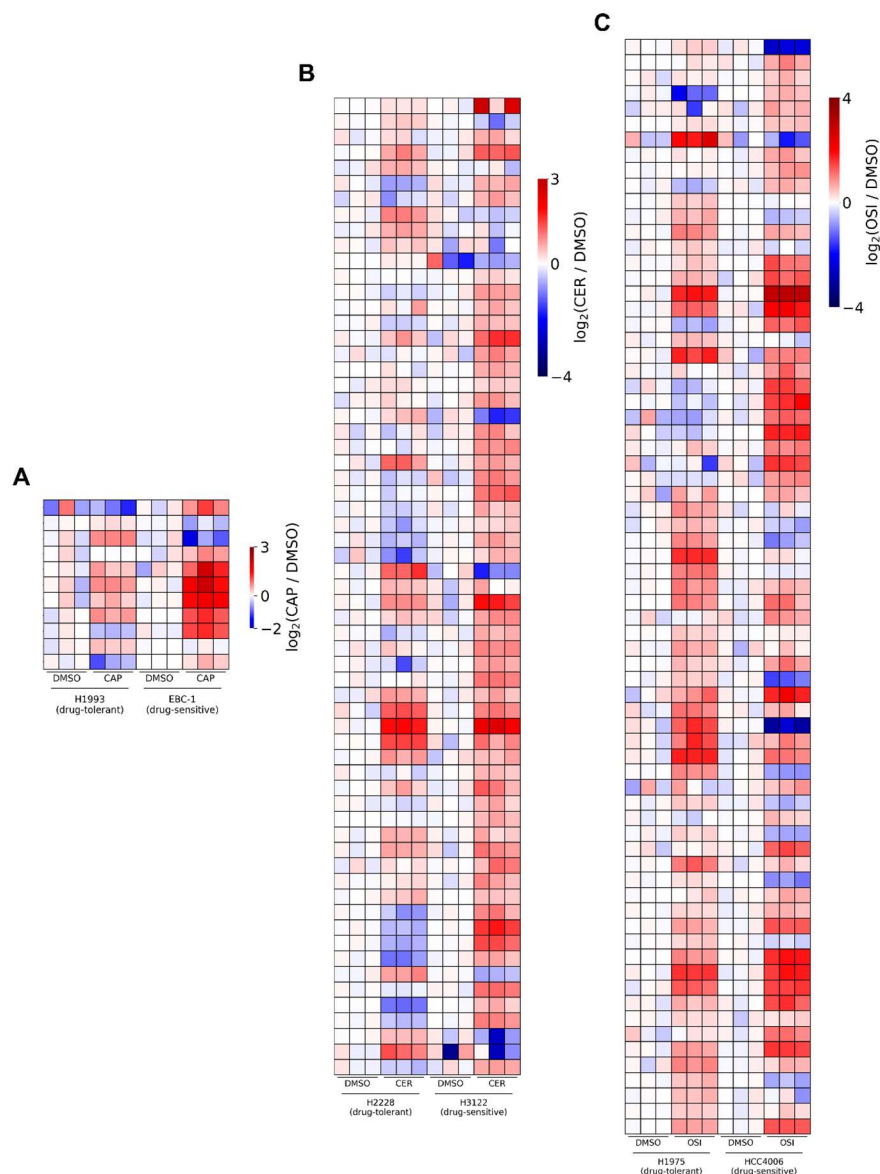 A
3
0
−2
log2(CAP / DMSO)
DMSO CAP DMSO CAP
H1993 EBC-1
(drug-tolerant) (drug-sensitive)
B
3
0
−4
log2(CER / DMSO)
DMSO CER DMSO CER
H2228 H3122
(drug-tolerant) (drug-sensitive)
C
4
2
0
−2
−4
log2(OSI / DMSO)
DMSO OSI DMSO OSI
H1975 HCC4006
(drug-tolerant) (drug-sensitive)